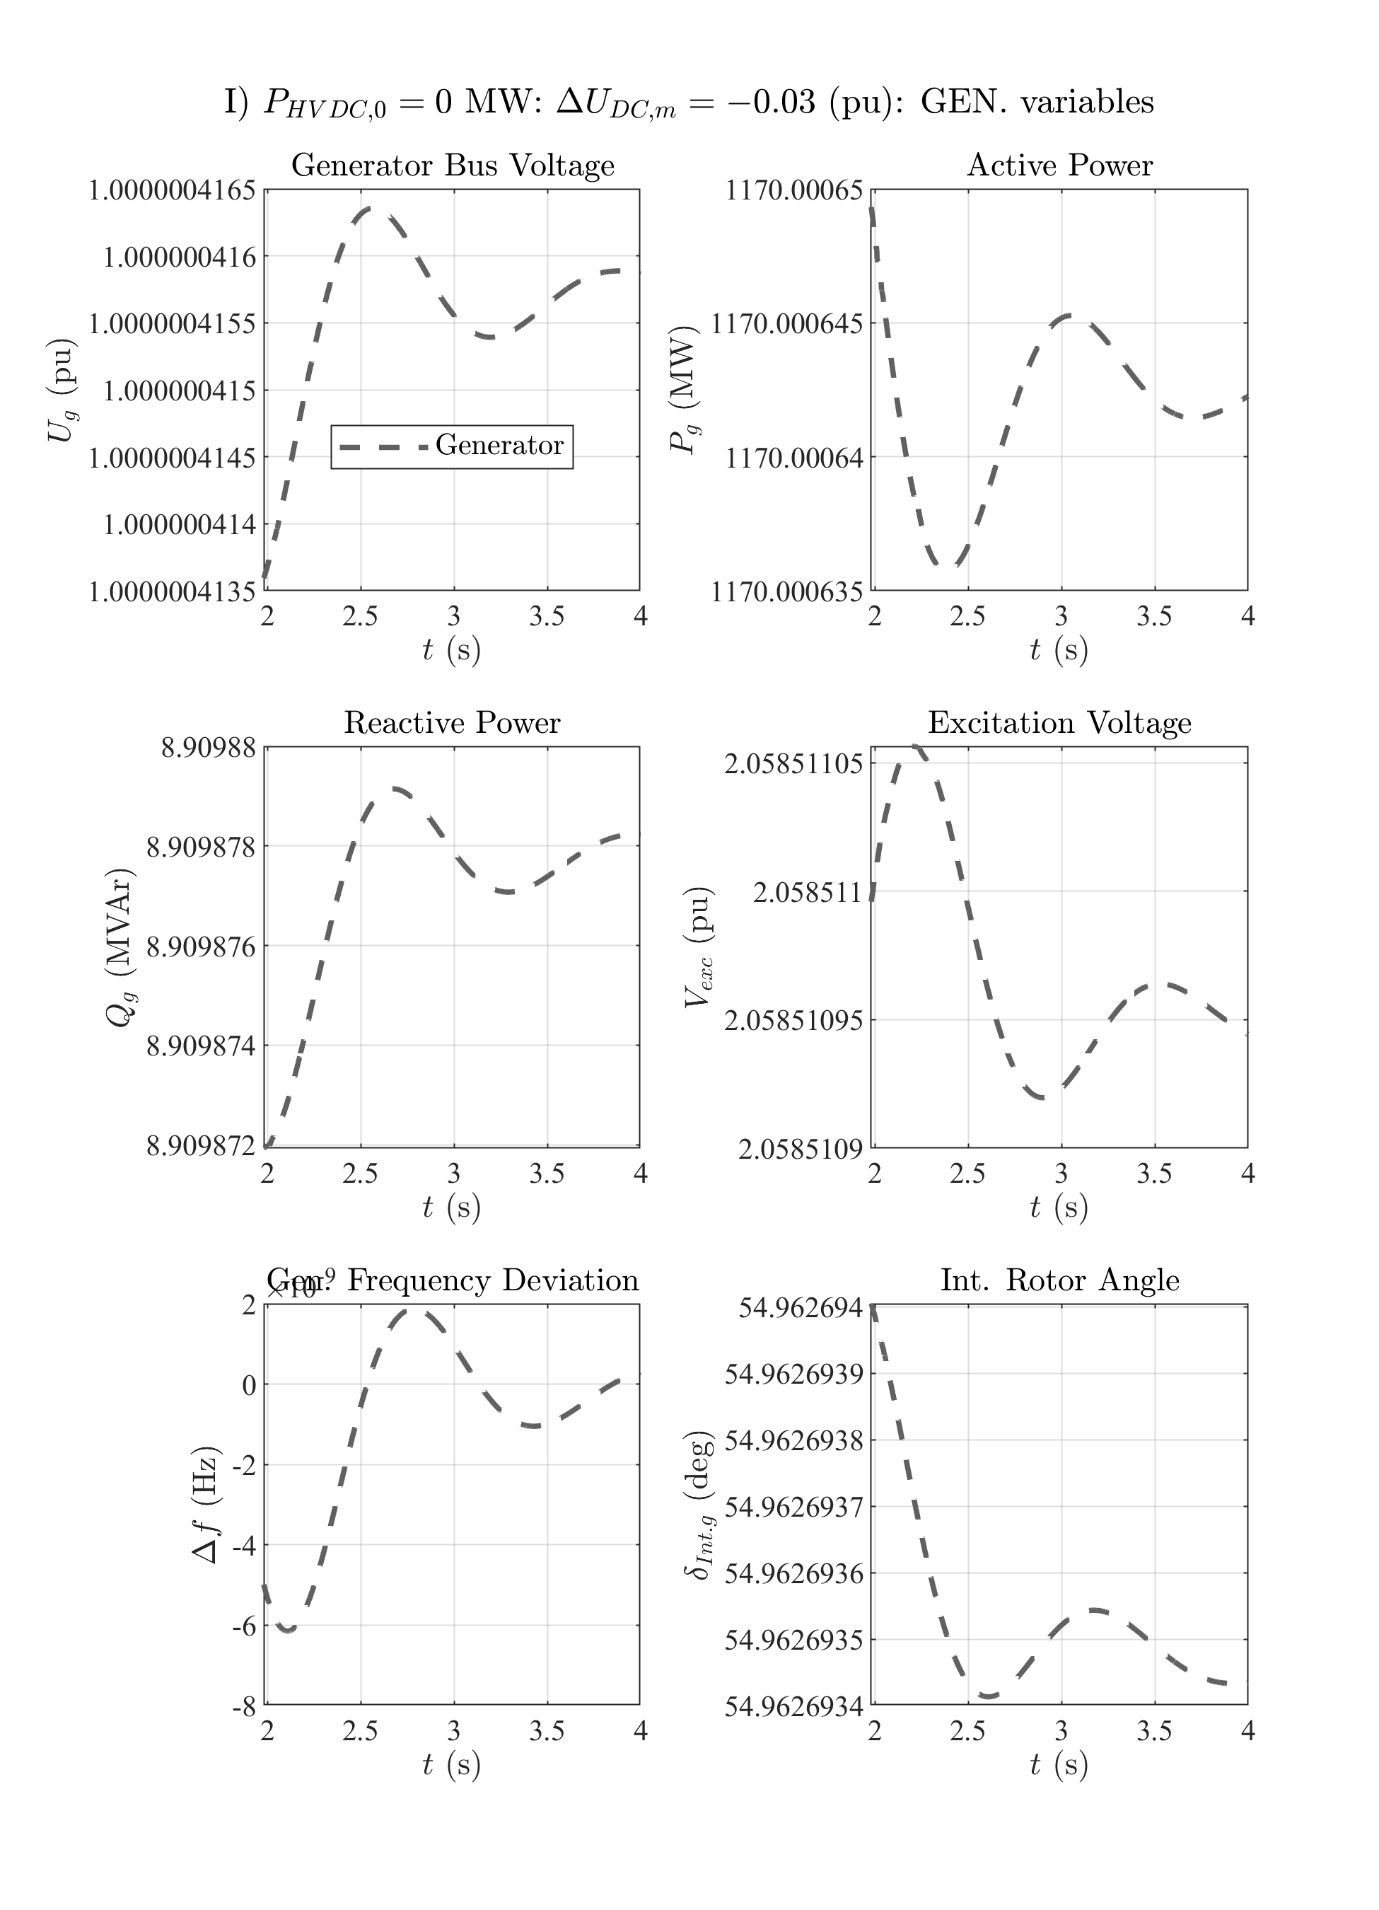 I) P_{HVDC,0} = 0 MW: ΔU_{DC,m} = −0.03 (pu): GEN. variables
Generator Bus Voltage
1.0000004165
1.000000416
1.0000004155
1.000000415
1.0000004145
1.000000414
1.0000004135
U_g (pu)
Generator
2 2.5 3 3.5 4
t (s)
Active Power
1170.00065
1170.000645
1170.00064
1170.000635
P_g (MW)
2 2.5 3 3.5 4
t (s)
Reactive Power
8.90988
8.909878
8.909876
8.909874
8.909872
Q_g (MVAr)
2 2.5 3 3.5 4
t (s)
Excitation Voltage
2.05851105
2.058511
2.05851095
2.0585109
V_{exc} (pu)
2 2.5 3 3.5 4
t (s)
Gen. Frequency Deviation
2
0
-2
-4
-6
-8
Δf (Hz)
2 2.5 3 3.5 4
t (s)
Int. Rotor Angle
54.962694
54.9626939
54.9626938
54.9626937
54.9626936
54.9626935
54.9626934
δ_{Int.g} (deg)
2 2.5 3 3.5 4
t (s)